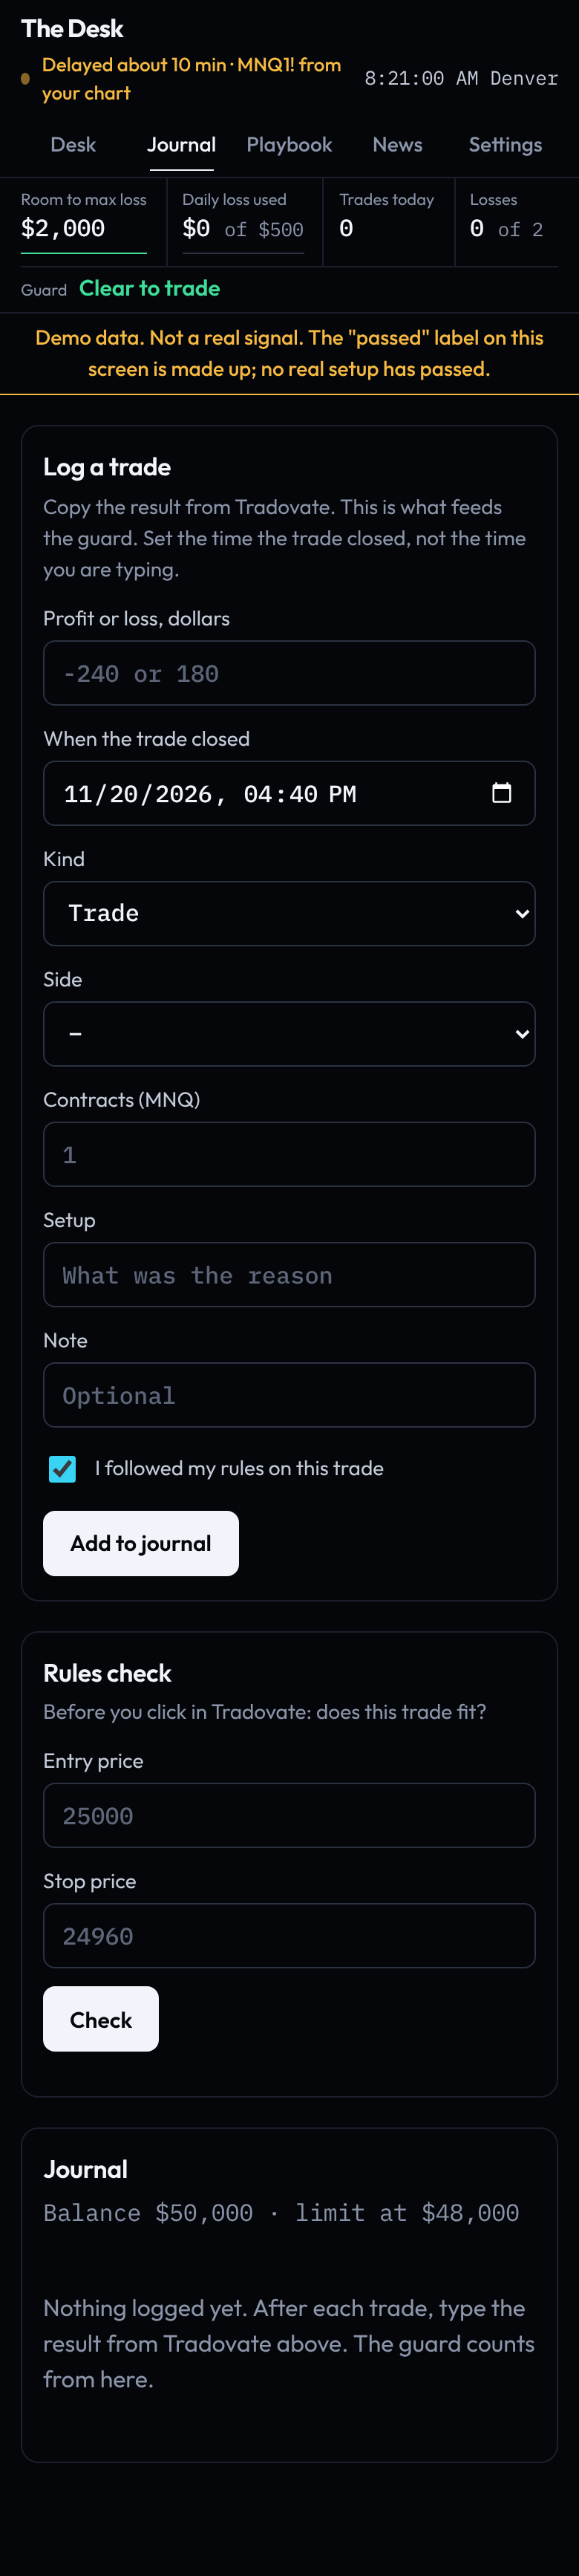 The Desk
Delayed about 10 min · MNQ1! from
your chart
8:21:00 AM Denver
Desk Journal Playbook News Settings
Room to max loss Daily loss used Trades today Losses
$2,000 $0 of $500 0 0 of 2
Guard Clear to trade
Demo data. Not a real signal. The "passed" label on this
screen is made up; no real setup has passed.
Log a trade
Copy the result from Tradovate. This is what feeds
the guard. Set the time the trade closed, not the time
you are typing.
Profit or loss, dollars
-240 or 180
When the trade closed
11/20/2026, 04:40 PM
Kind
Trade
Side
–
Contracts (MNQ)
1
Setup
What was the reason
Note
Optional
I followed my rules on this trade
Add to journal
Rules check
Before you click in Tradovate: does this trade fit?
Entry price
25000
Stop price
24960
Check
Journal
Balance $50,000 · limit at $48,000
Nothing logged yet. After each trade, type the
result from Tradovate above. The guard counts
from here.